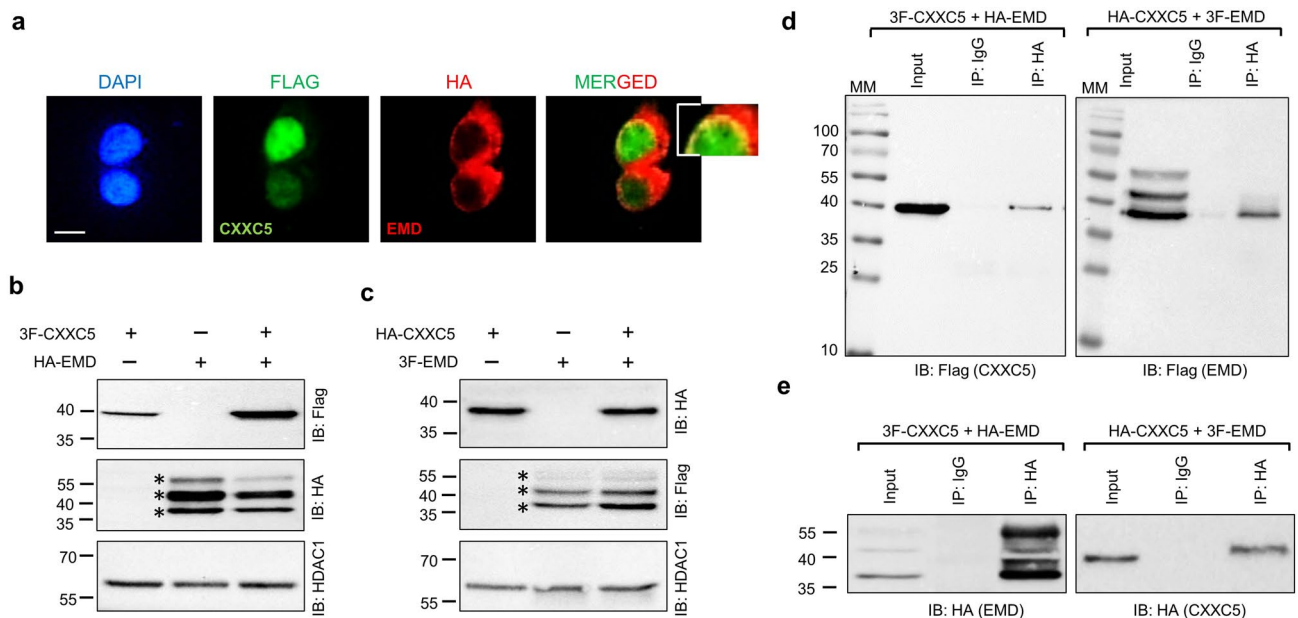 a
DAPI
FLAG
HA
MERGED
CXXC5
EMD
b
3F-CXXC5 + – +
HA-EMD – + +
40
35
IB: Flag
55
40
35
*
*
*
IB: HA
70
55
IB: HDAC1
c
HA-CXXC5 + – +
3F-EMD – + +
40
35
IB: HA
55
40
35
*
*
*
IB: Flag
70
55
IB: HDAC1
d
3F-CXXC5 + HA-EMD
HA-CXXC5 + 3F-EMD
MM
Input
IP: IgG
IP: HA
MM
Input
IP: IgG
IP: HA
100
70
55
40
35
25
10
IB: Flag (CXXC5)
IB: Flag (EMD)
e
3F-CXXC5 + HA-EMD
HA-CXXC5 + 3F-EMD
Input
IP: IgG
IP: HA
Input
IP: IgG
IP: HA
55
40
35
IB: HA (EMD)
IB: HA (CXXC5)